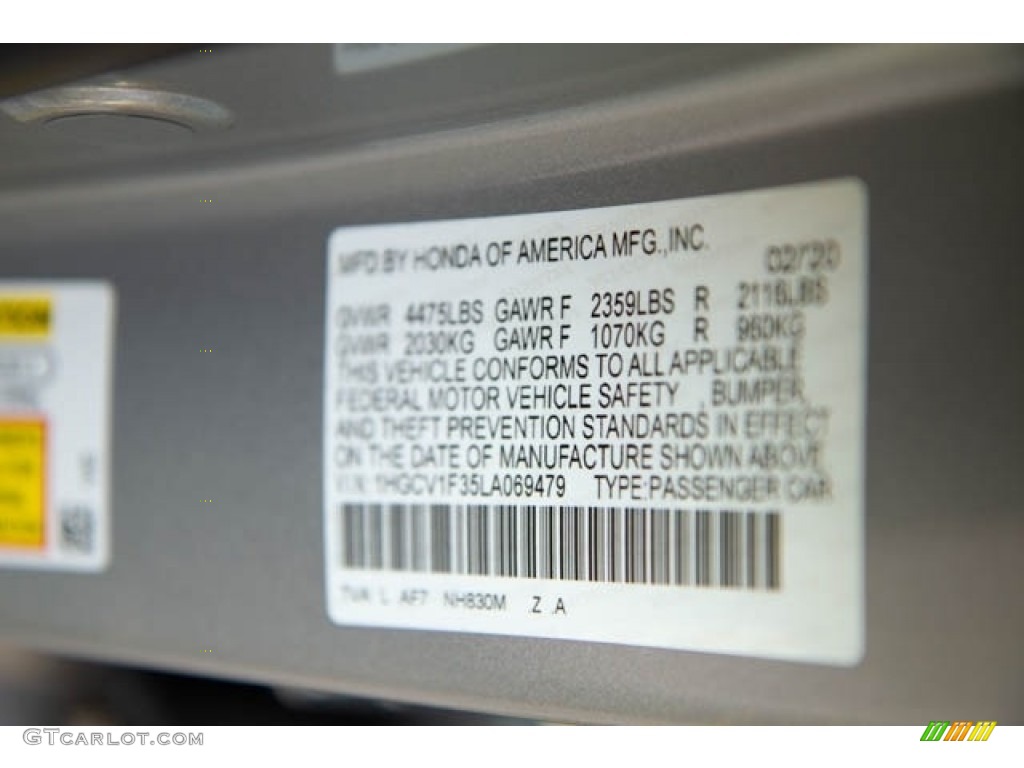 MFD.BY HONDA OF AMERICA MFG.,INC.
02/20
GVWR 4475LBS GAWR F 2359LBS R 2116LBS
GVWR 2030KG GAWR F 1070KG R 960KG
THIS VEHICLE CONFORMS TO ALL APPLICABLE
FEDERAL MOTOR VEHICLE SAFETY , BUMPER,
AND THEFT PREVENTION STANDARDS IN EFFECT
ON THE DATE OF MANUFACTURE SHOWN ABOVE.
V.I.N.: 1HGCV1F35LA069479 TYPE:PASSENGER CAR
TVA L AF7 NH830M .Z .A
GTCARLOT.COM